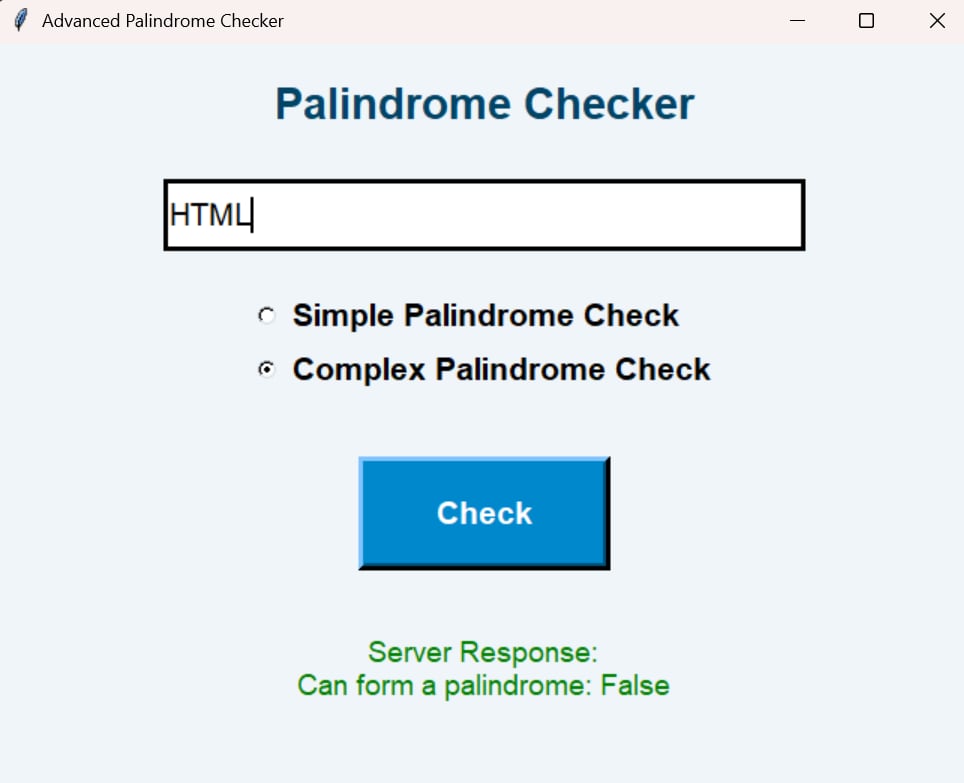 Advanced Palindrome Checker
Palindrome Checker
HTML
Simple Palindrome Check
Complex Palindrome Check
Check
Server Response:
Can form a palindrome: False